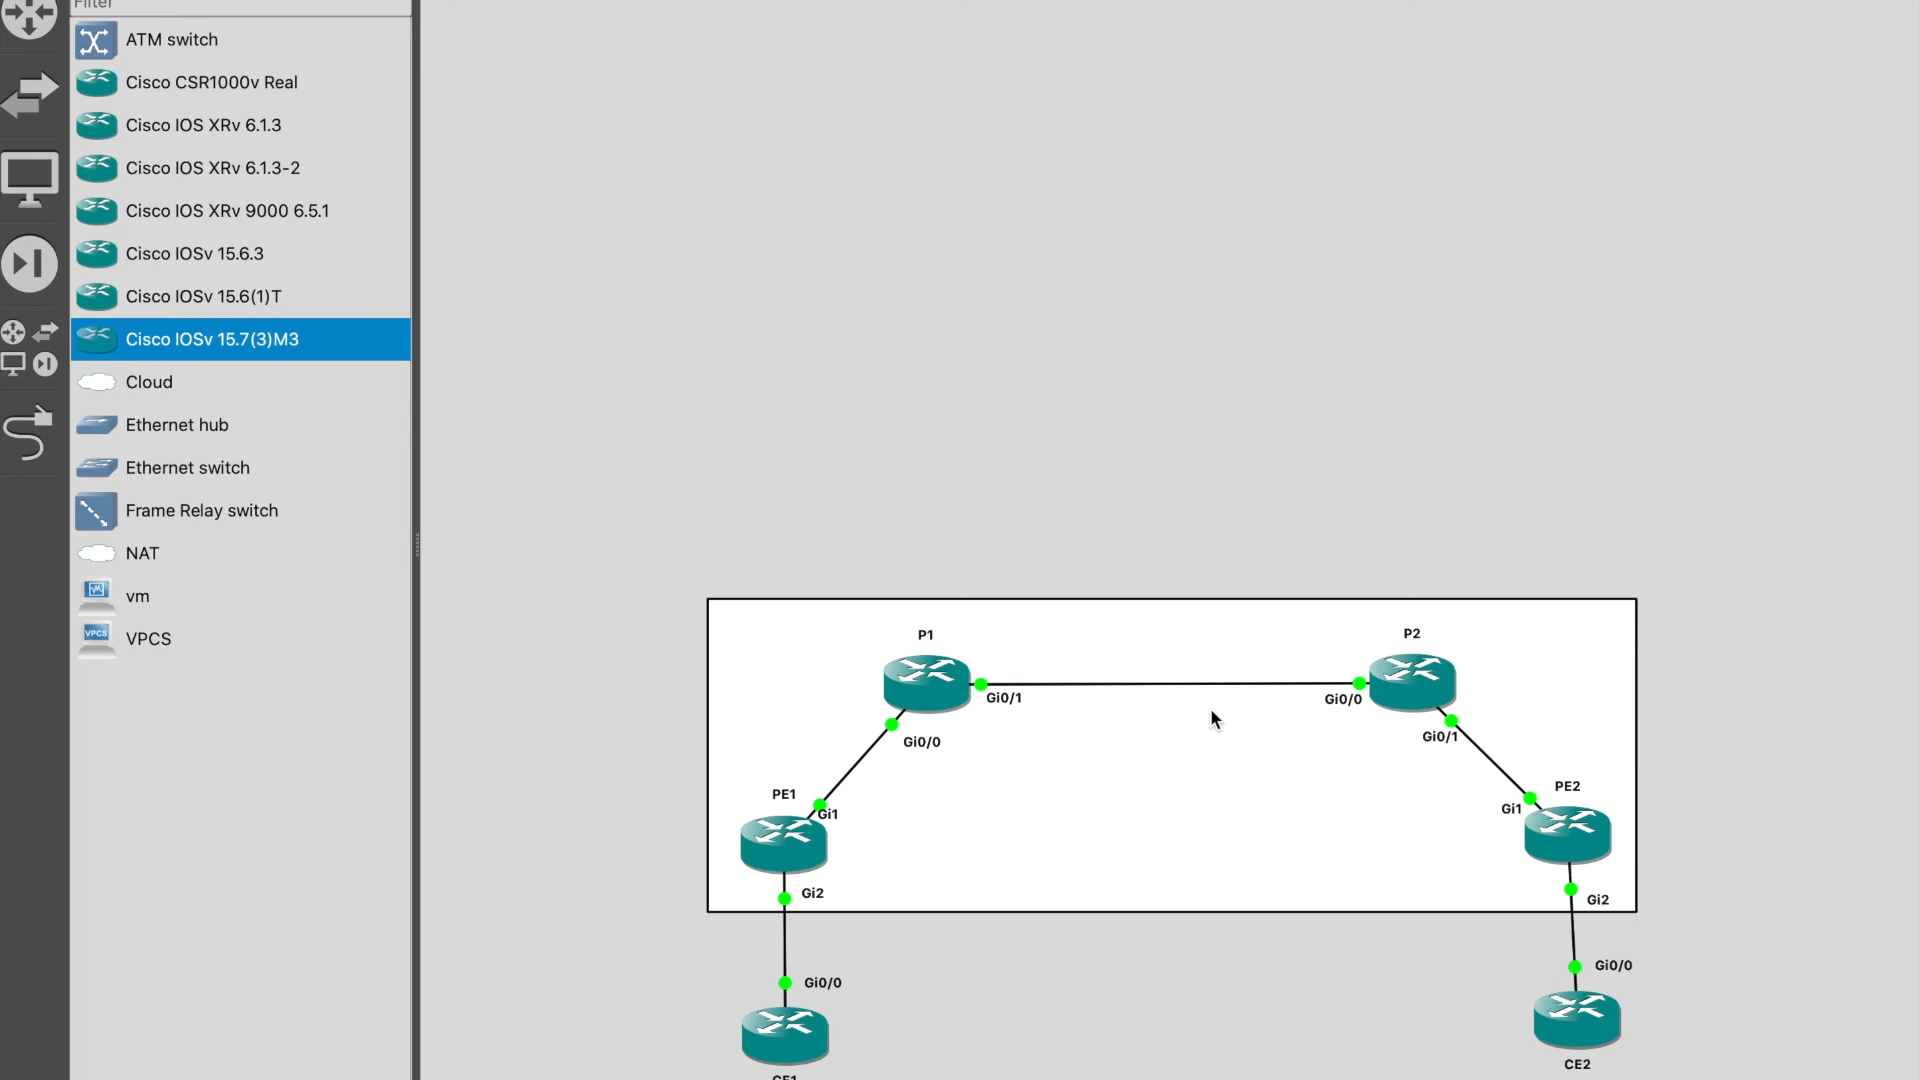 Filter
ATM switch
Cisco CSR1000v Real
Cisco IOS XRv 6.1.3
Cisco IOS XRv 6.1.3-2
Cisco IOS XRv 9000 6.5.1
Cisco IOSv 15.6.3
Cisco IOSv 15.6(1)T
Cisco IOSv 15.7(3)M3
Cloud
Ethernet hub
Ethernet switch
Frame Relay switch
NAT
vm
VPCS
VPCS
P1
P2
Gi0/1
Gi0/0
Gi0/0
Gi0/1
PE1
PE2
Gi1
Gi1
Gi2
Gi2
Gi0/0
Gi0/0
CE1
CE2